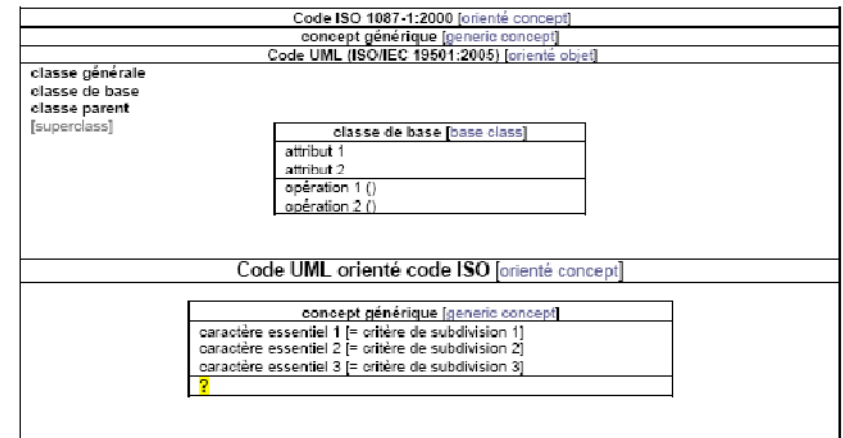 Code ISO 1087-1:2000 [orienté concept]
concept générique [generic concept]
Code UML (ISO/IEC 19501:2005) [orienté objet]
classe générale
classe de base
classe parent
[superclass]
classe de base [base class]
attribut 1
attribut 2
opération 1 ()
opération 2 ()
Code UML orienté code ISO [orienté concept]
concept générique [generic concept]
caractère essentiel 1 [= critère de subdivision 1]
caractère essentiel 2 [= critère de subdivision 2]
caractère essentiel 3 [= critère de subdivision 3]
?